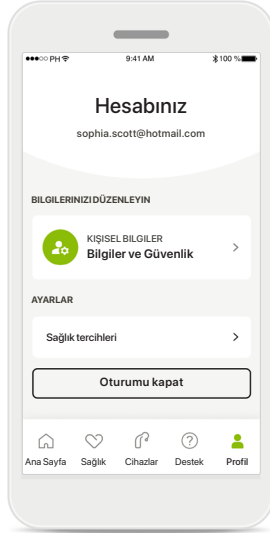 PH 9:41 AM 100 %
Hesabınız
sophia.scott@hotmail.com
BILGILERINIZI DÜZENLEYIN
KIŞISEL BILGILER
Bilgiler ve Güvenlik
AYARLAR
Sağlık tercihleri
Oturumu kapat
Ana Sayfa Sağlık Cihazlar Destek Profil